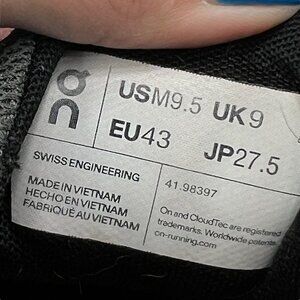 On
USM9.5 UK9
EU43 JP27.5
SWISS ENGINEERING
MADE IN VIETNAM
HECHO EN VIETNAM
FABRIQUÉ AU VIETNAM
41.98397
On and CloudTec are registered
trademarks. Worldwide patents
on-running.com